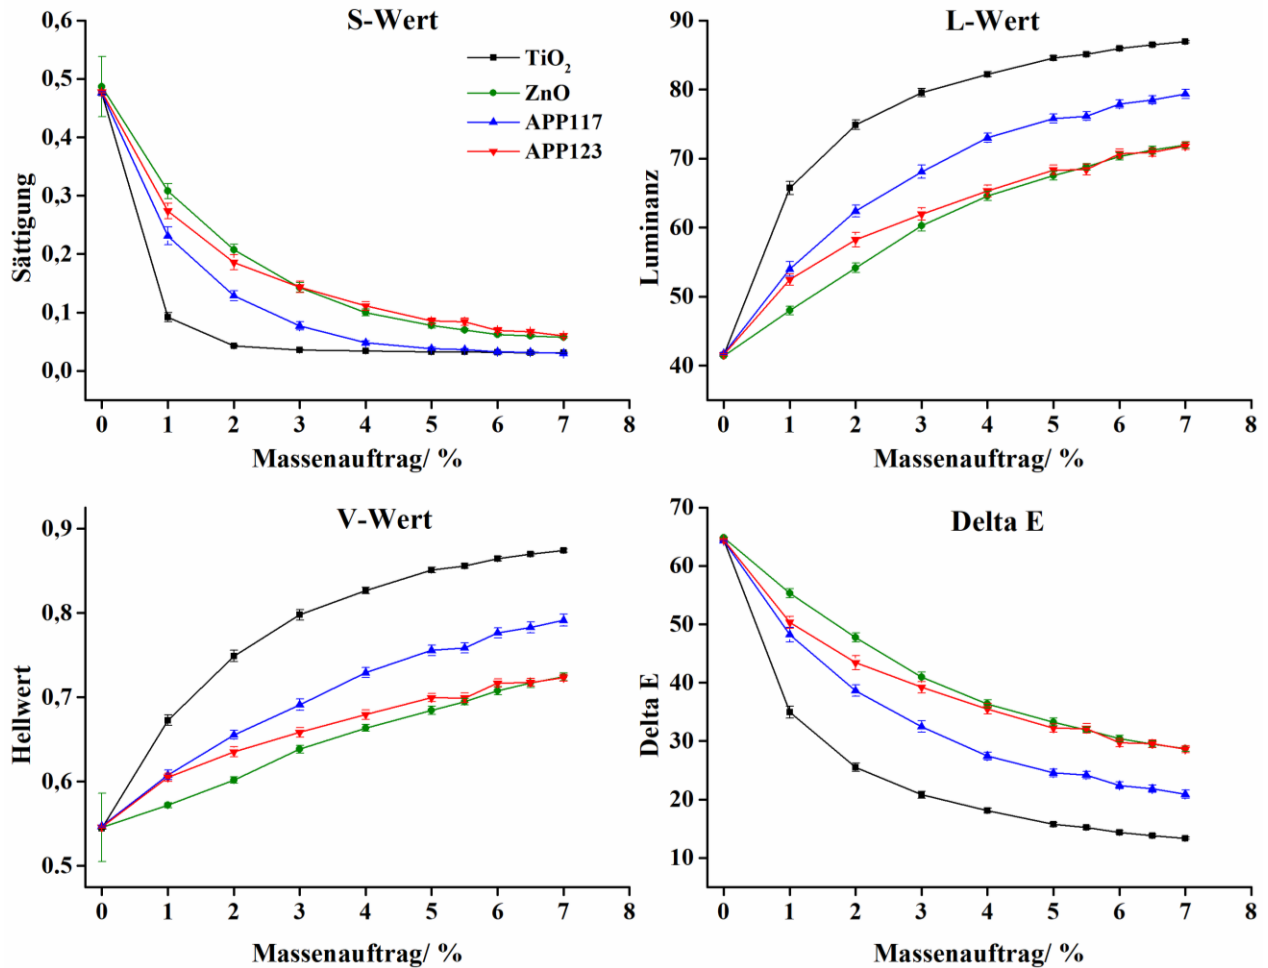 S-Wert
0,6
0,5
0,4
0,3
0,2
0,1
0,0
Sättigung
TiO₂
ZnO
APP117
APP123
0 1 2 3 4 5 6 7 8
Massenauftrag/ %
L-Wert
90
80
70
60
50
40
Luminanz
0 1 2 3 4 5 6 7 8
Massenauftrag/ %
V-Wert
0,9
0,8
0,7
0,6
0,5
Hellwert
0 1 2 3 4 5 6 7 8
Massenauftrag/ %
Delta E
70
60
50
40
30
20
10
Delta E
0 1 2 3 4 5 6 7 8
Massenauftrag/ %